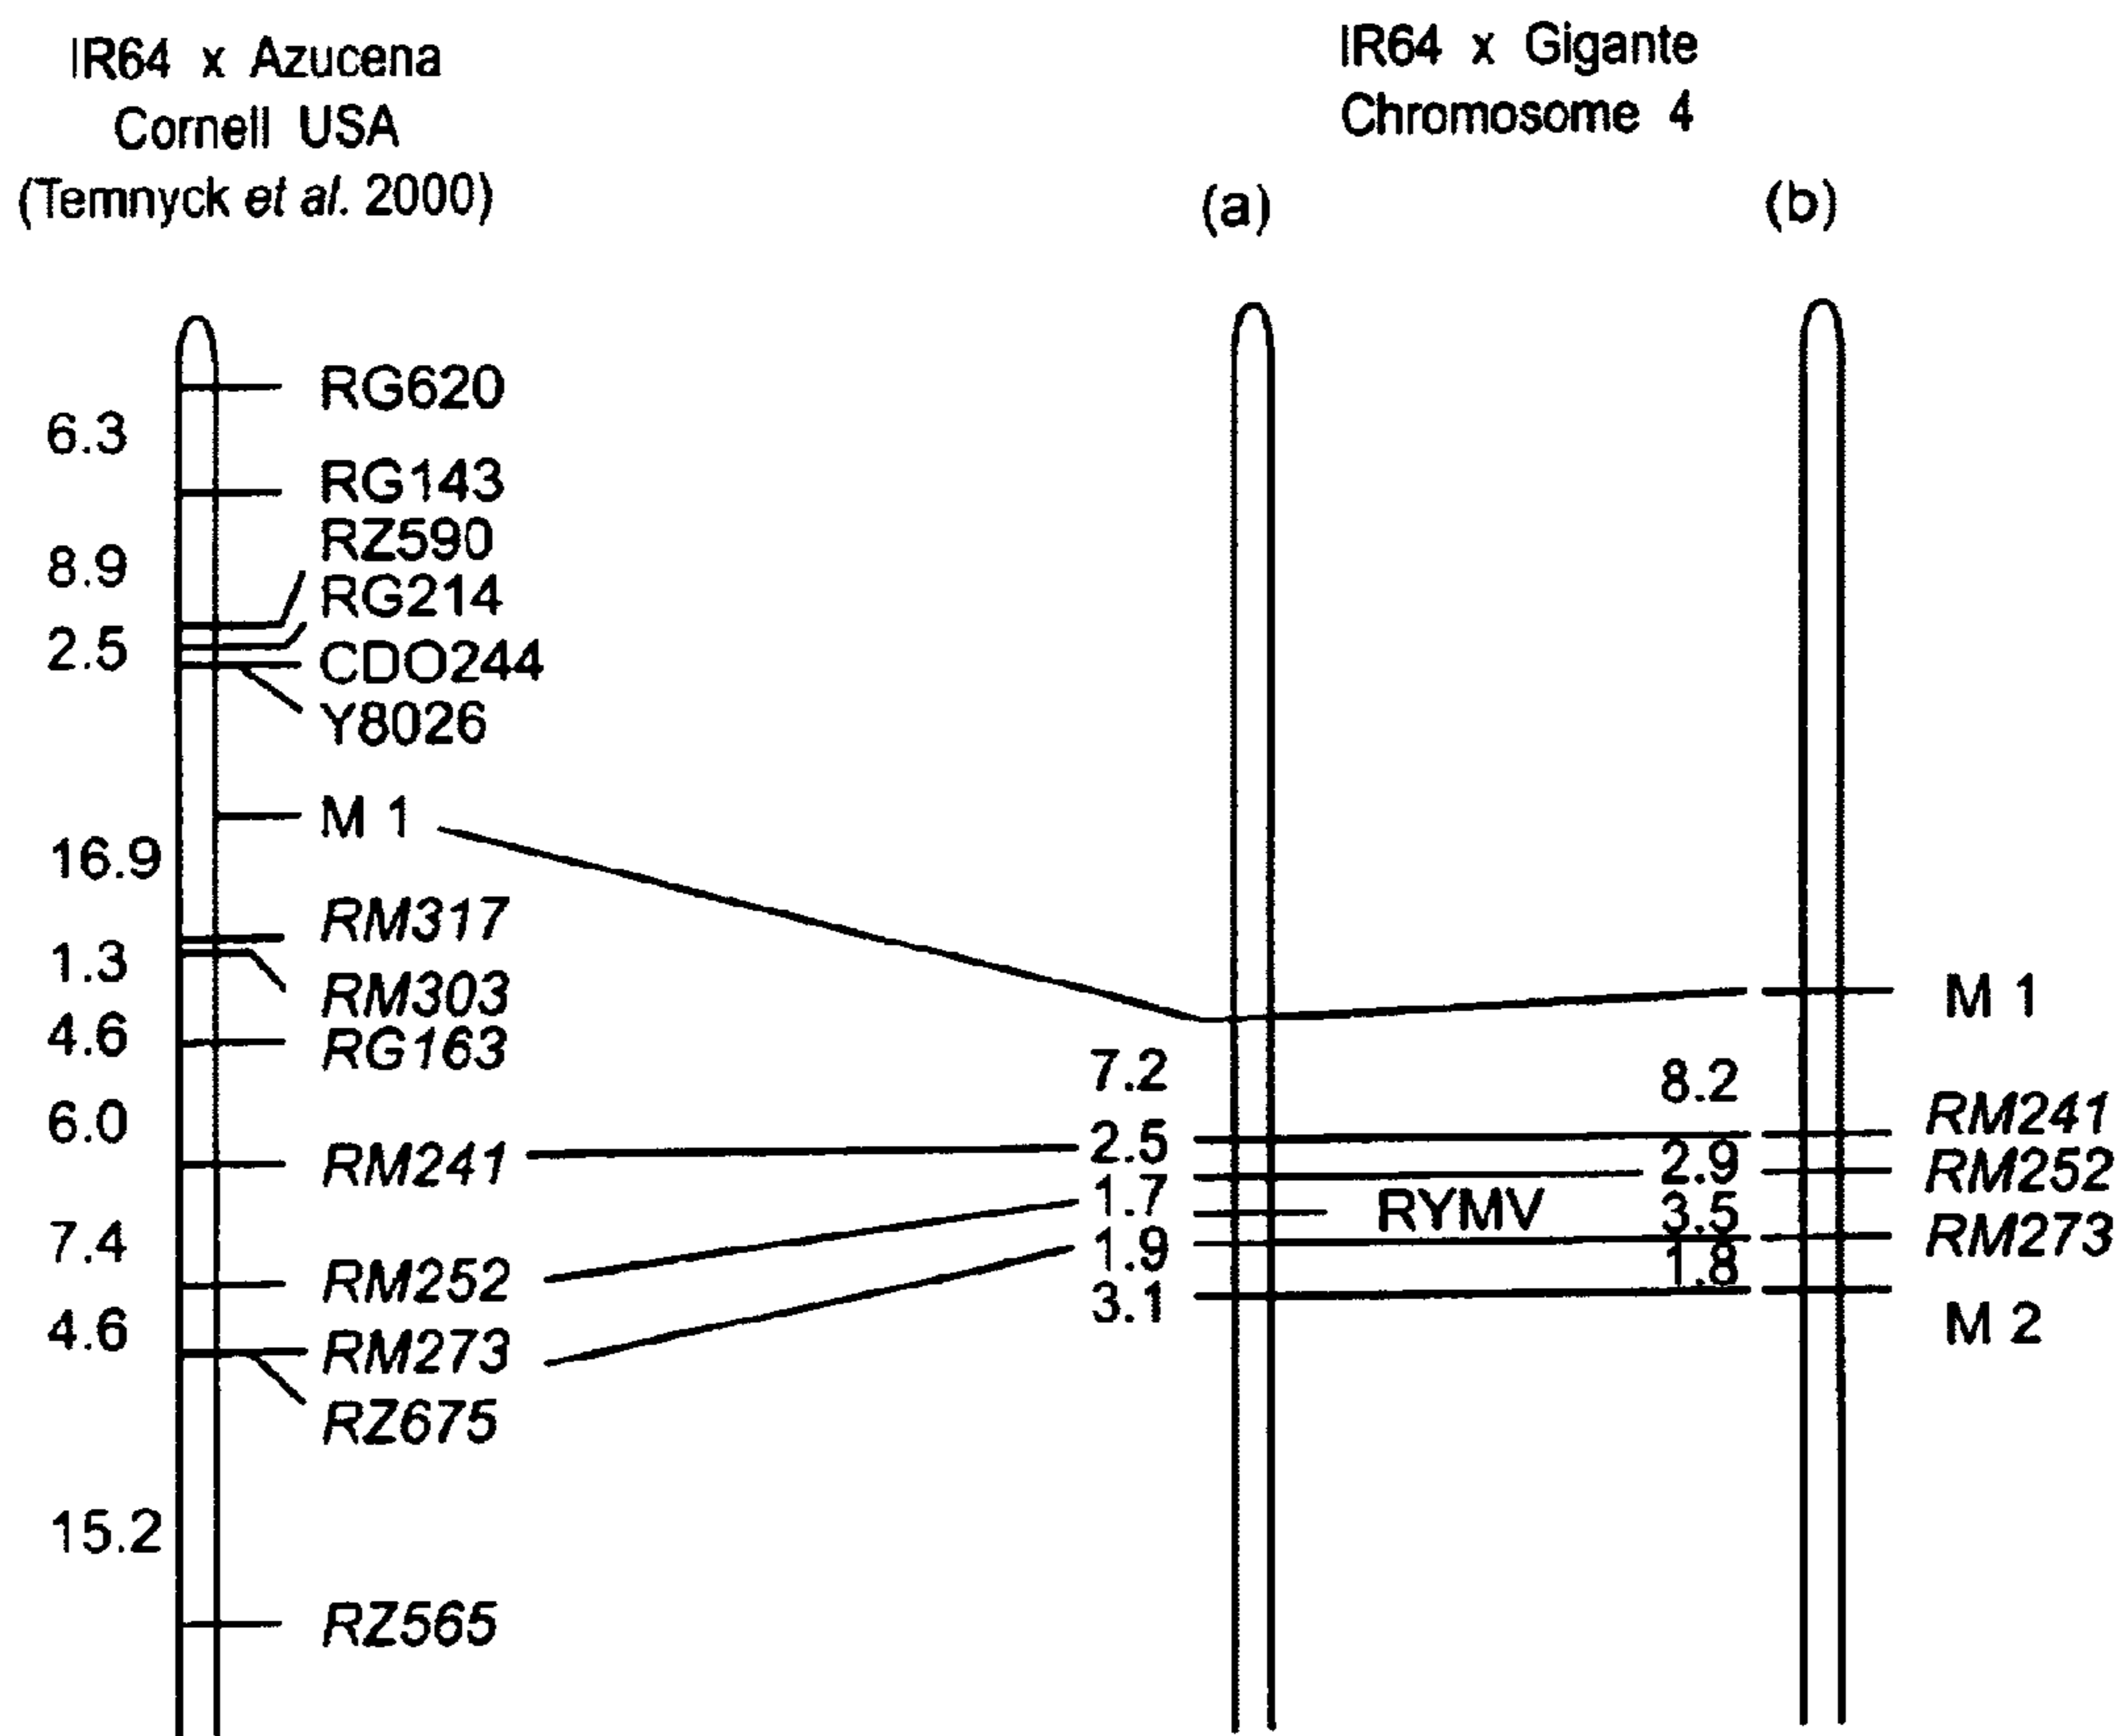 IR64 x Azucena
Cornell USA
(Temnyck et al. 2000)
IR64 x Gigante
Chromosome 4
(a)
(b)
RG620
6.3
RG143
RZ590
8.9
RG214
2.5
CDO244
Y8026
M 1
16.9
RM317
1.3
RM303
4.6
RG163
6.0
RM241
7.4
RM252
4.6
RM273
RZ675
15.2
RZ565
7.2
2.5
1.7
RYMV
1.9
3.1
M 1
8.2
RM241
2.9
RM252
3.5
RM273
1.8
M 2